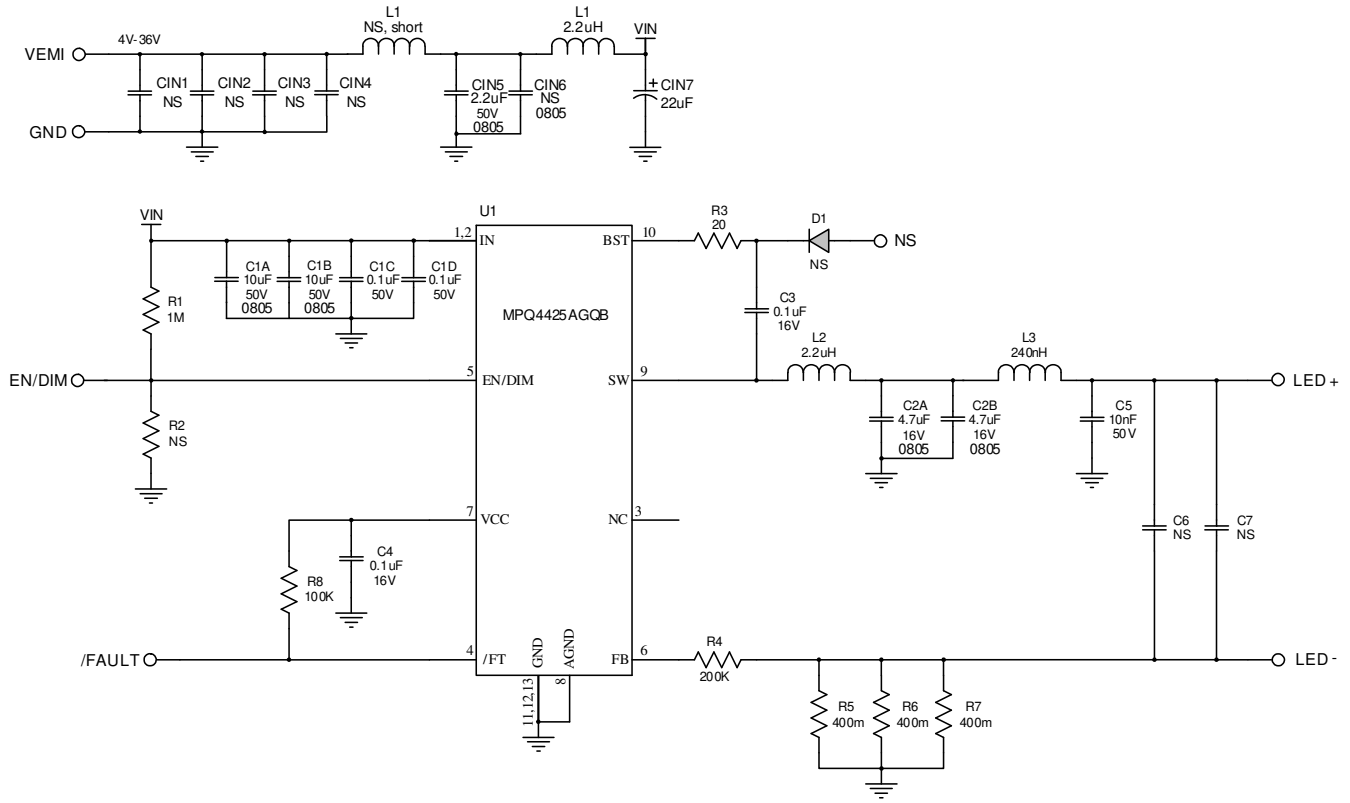 L1
NS, short
L1
2.2uH
VIN
VEMI
4V-36V
CIN1
NS
CIN2
NS
CIN3
NS
CIN4
NS
CIN5
2.2uF
50V
0805
CIN6
NS
0805
+
CIN7
22uF
GND
VIN
U1
1,2
IN
BST
10
R3
20
D1
NS
NS
C1A
10uF
50V
0805
C1B
10uF
50V
0805
C1C
0.1uF
50V
C1D
0.1uF
50V
R1
1M
MPQ4425AGQB
C3
0.1uF
16V
L2
2.2uH
L3
240nH
EN/DIM
5
EN/DIM
SW
9
LED+
R2
NS
C2A
4.7uF
16V
0805
C2B
4.7uF
16V
0805
C5
10nF
50V
7
VCC
NC
3
C6
NS
C7
NS
C4
0.1uF
16V
R8
100K
/FAULT
4
/FT
GND
AGND
FB
6
R4
200K
LED-
11,12,13
8
R5
400m
R6
400m
R7
400m